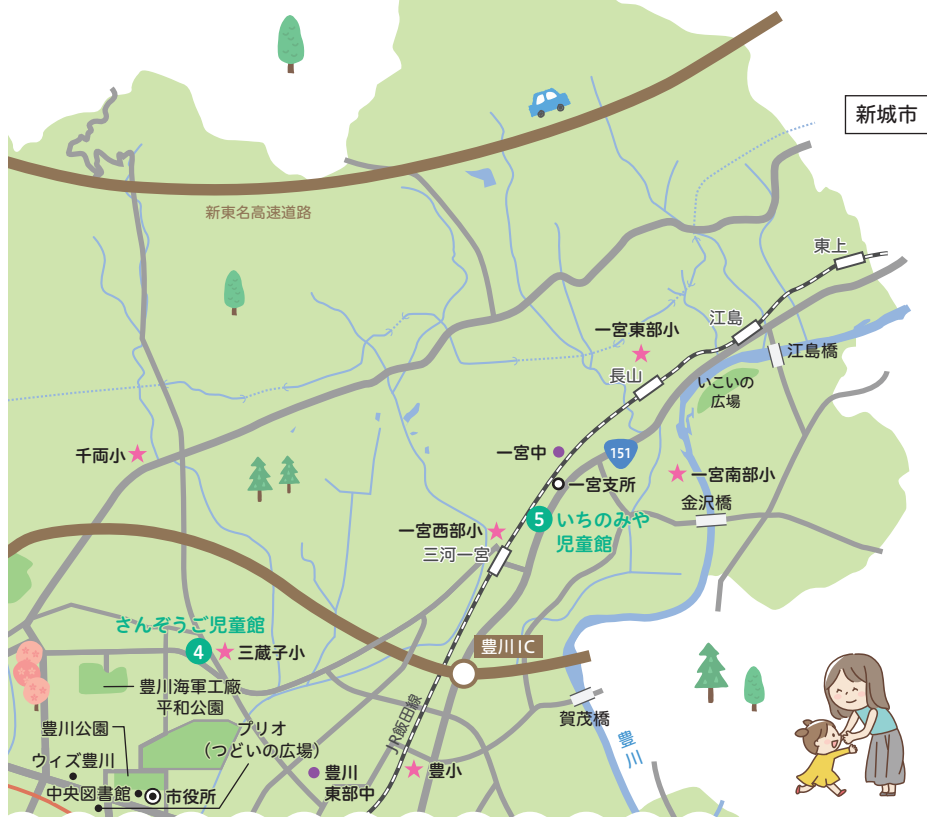 新城市
新東名高速道路
東上
江島
一宮東部小
江島橋
長山
いこいの
広場
千両小
一宮中
151
一宮南部小
一宮支所
金沢橋
5
いちのみや
児童館
一宮西部小
三河一宮
さんぞうご児童館
4
三蔵子小
豊川IC
豊川海軍工廠
平和公園
JR飯田線
賀茂橋
豊川
豊川公園
プリオ
(つどいの広場)
ウィズ豊川
豊川
東部中
豊小
中央図書館
市役所